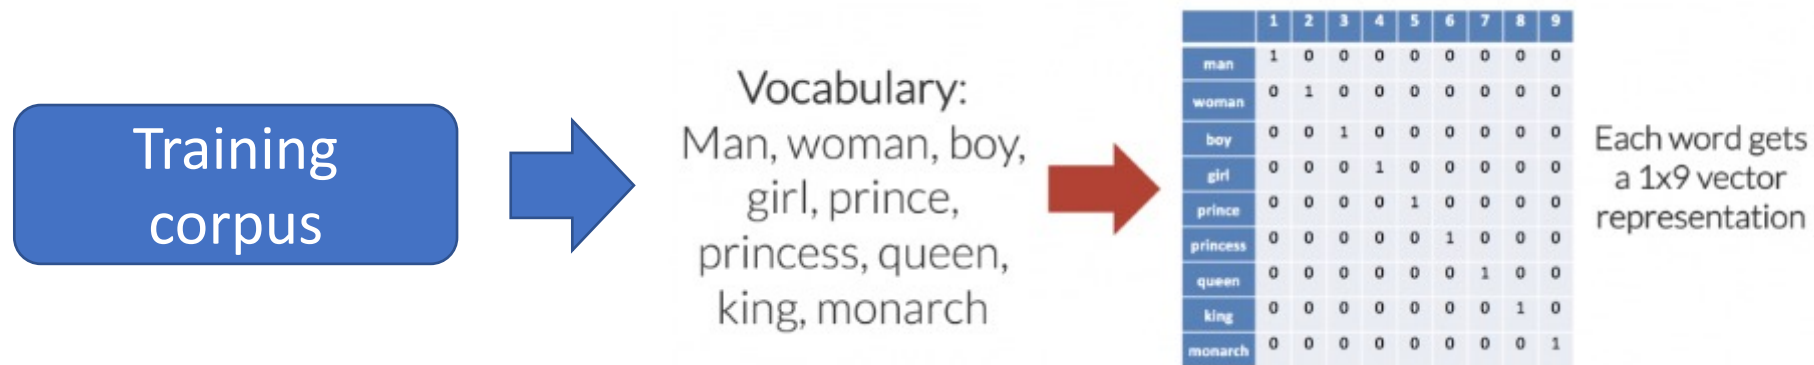 Training
corpus
Vocabulary:
Man, woman, boy,
girl, prince,
princess, queen,
king, monarch
1 2 3 4 5 6 7 8 9
man 1 0 0 0 0 0 0 0 0
woman 0 1 0 0 0 0 0 0 0
boy 0 0 1 0 0 0 0 0 0
girl 0 0 0 1 0 0 0 0 0
prince 0 0 0 0 1 0 0 0 0
princess 0 0 0 0 0 1 0 0 0
queen 0 0 0 0 0 0 1 0 0
king 0 0 0 0 0 0 0 1 0
monarch 0 0 0 0 0 0 0 0 1
Each word gets
a 1x9 vector
representation